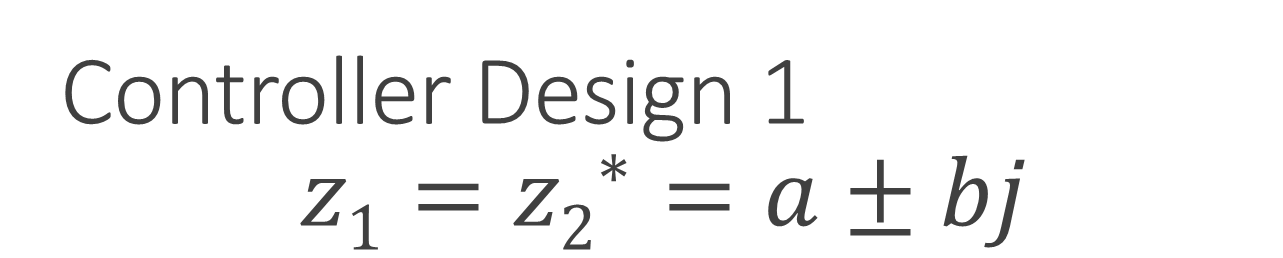 Controller Design 1
z₁ = z₂* = a ± bj